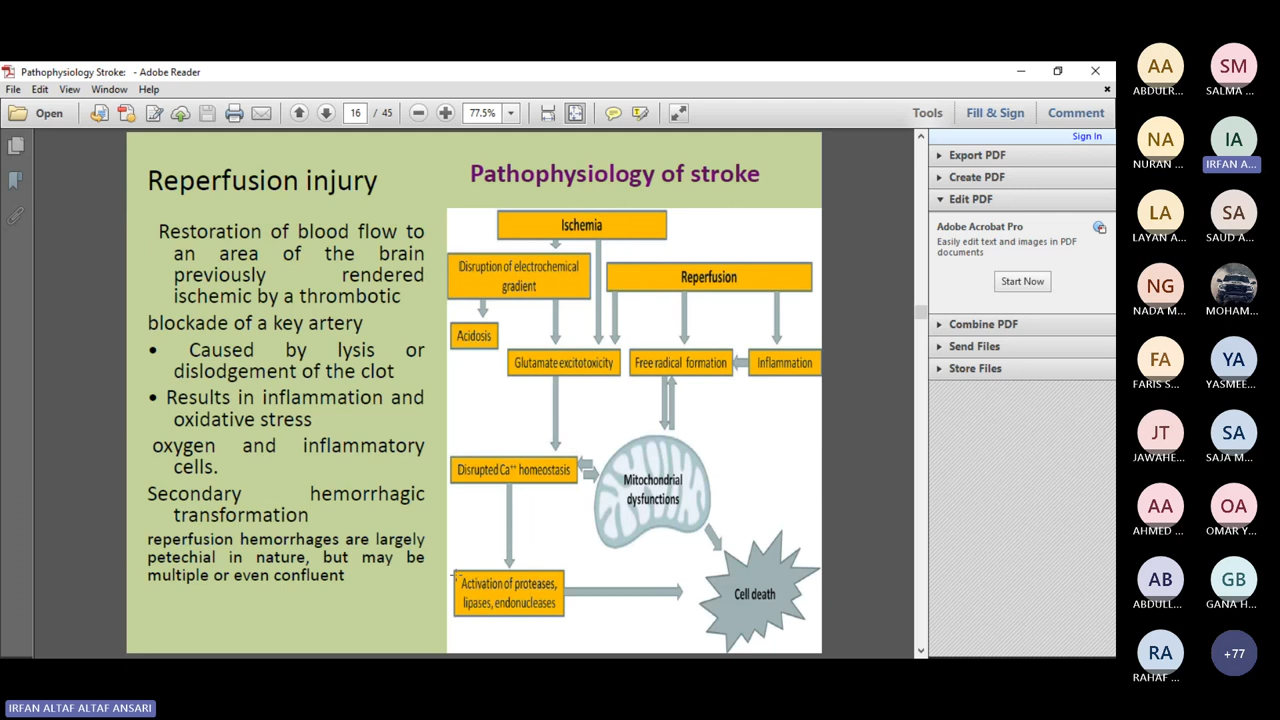 Pathophysiology Stroke: - Adobe Reader
File Edit View Window Help
Open
16 / 45
77.5%
Tools
Fill & Sign
Comment
Sign In
Export PDF
Create PDF
Edit PDF
Adobe Acrobat Pro
Easily edit text and images in PDF
documents
Start Now
Combine PDF
Send Files
Store Files
Reperfusion injury
Restoration of blood flow to
an area of the brain
previously rendered
ischemic by a thrombotic
blockade of a key artery
• Caused by lysis or
dislodgement of the clot
• Results in inflammation and
oxidative stress
oxygen and inflammatory
cells.
Secondary hemorrhagic
transformation
reperfusion hemorrhages are largely
petechial in nature, but may be
multiple or even confluent
Pathophysiology of stroke
Ischemia
Disruption of electrochemical
gradient
Reperfusion
Acidosis
Glutamate excitotoxicity
Free radical formation
Inflammation
Disrupted Ca++ homeostasis
Mitochondrial
dysfunctions
Activation of proteases,
lipases, endonucleases
Cell death
AA
ABDULR...
SM
SALMA ...
NA
NURAN ...
IA
IRFAN A...
LA
LAYAN A...
SA
SAUD A...
NG
NADA M...
MOHAM...
FA
FARIS S...
YA
YASMEE...
JT
JAWAHE...
SA
SAJA M...
AA
AHMED ...
OA
OMAR Y...
AB
ABDULL...
GB
GANA H...
RA
RAHAF ...
+77
IRFAN ALTAF ALTAF ANSARI